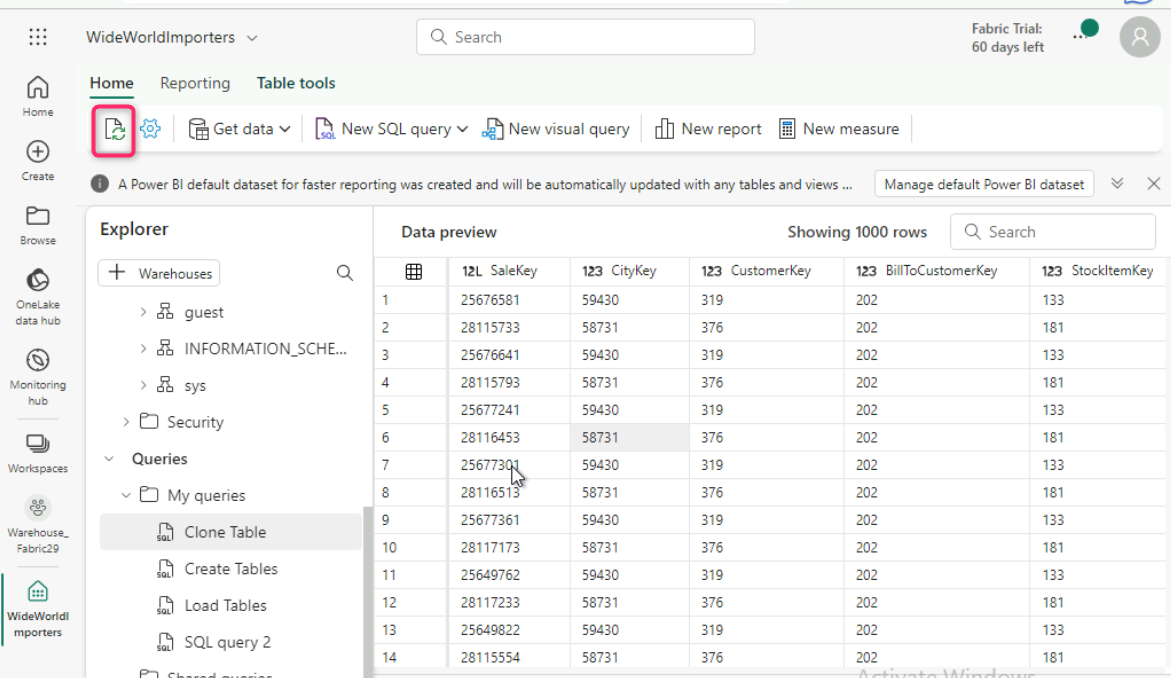 WideWorldImporters
Search
Fabric Trial:
60 days left
Home
Reporting
Table tools
Get data
New SQL query
New visual query
New report
New measure
A Power BI default dataset for faster reporting was created and will be automatically updated with any tables and views ...
Manage default Power BI dataset
Home
Create
Browse
OneLake
data hub
Monitoring
hub
Workspaces
Warehouse_
Fabric29
WideWorldI
mporters
Explorer
Warehouses
guest
INFORMATION_SCHE...
sys
Security
Queries
My queries
SQL Clone Table
SQL Create Tables
SQL Load Tables
SQL SQL query 2
Shared queries
Data preview
Showing 1000 rows
Search
12L SaleKey 123 CityKey 123 CustomerKey 123 BillToCustomerKey 123 StockItemKey
1 25676581 59430 319 202 133
2 28115733 58731 376 202 181
3 25676641 59430 319 202 133
4 28115793 58731 376 202 181
5 25677241 59430 319 202 133
6 28116453 58731 376 202 181
7 25677301 59430 319 202 133
8 28116513 58731 376 202 181
9 25677361 59430 319 202 133
10 28117173 58731 376 202 181
11 25649762 59430 319 202 133
12 28117233 58731 376 202 181
13 25649822 59430 319 202 133
14 28115554 58731 376 202 181
Activate Windows